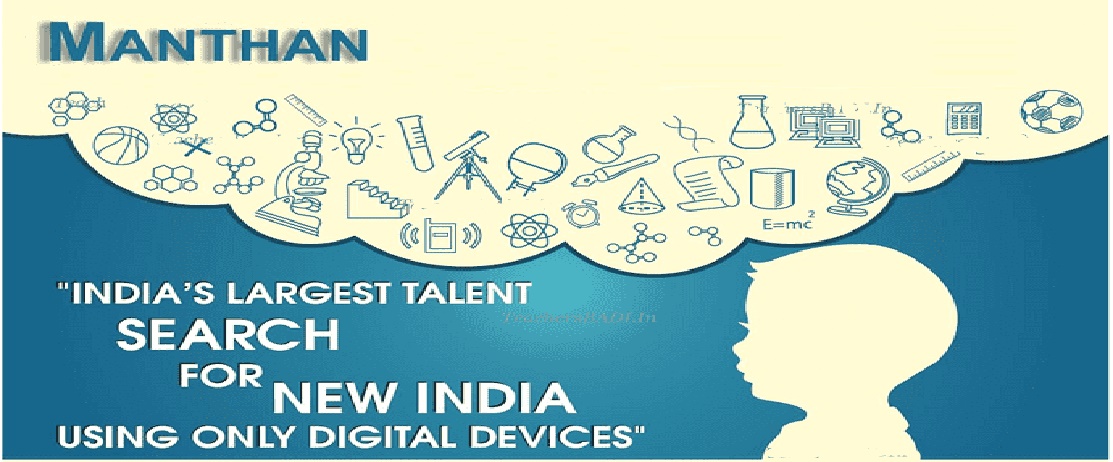 MANTHAN
E=mc²
"INDIA'S LARGEST TALENT
SEARCH
FOR
NEW INDIA
USING ONLY DIGITAL DEVICES"